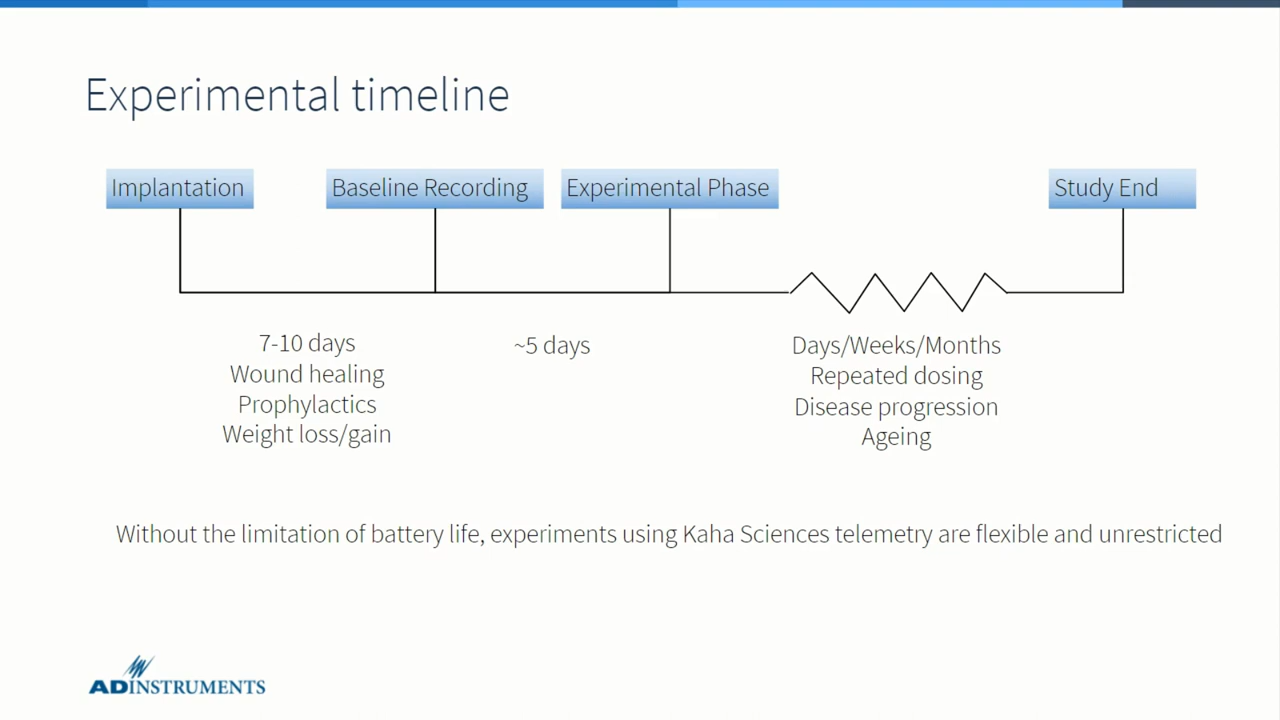 Experimental timeline
Implantation
Baseline Recording
Experimental Phase
Study End
7-10 days
Wound healing
Prophylactics
Weight loss/gain
~5 days
Days/Weeks/Months
Repeated dosing
Disease progression
Ageing
Without the limitation of battery life, experiments using Kaha Sciences telemetry are flexible and unrestricted
ADINSTRUMENTS